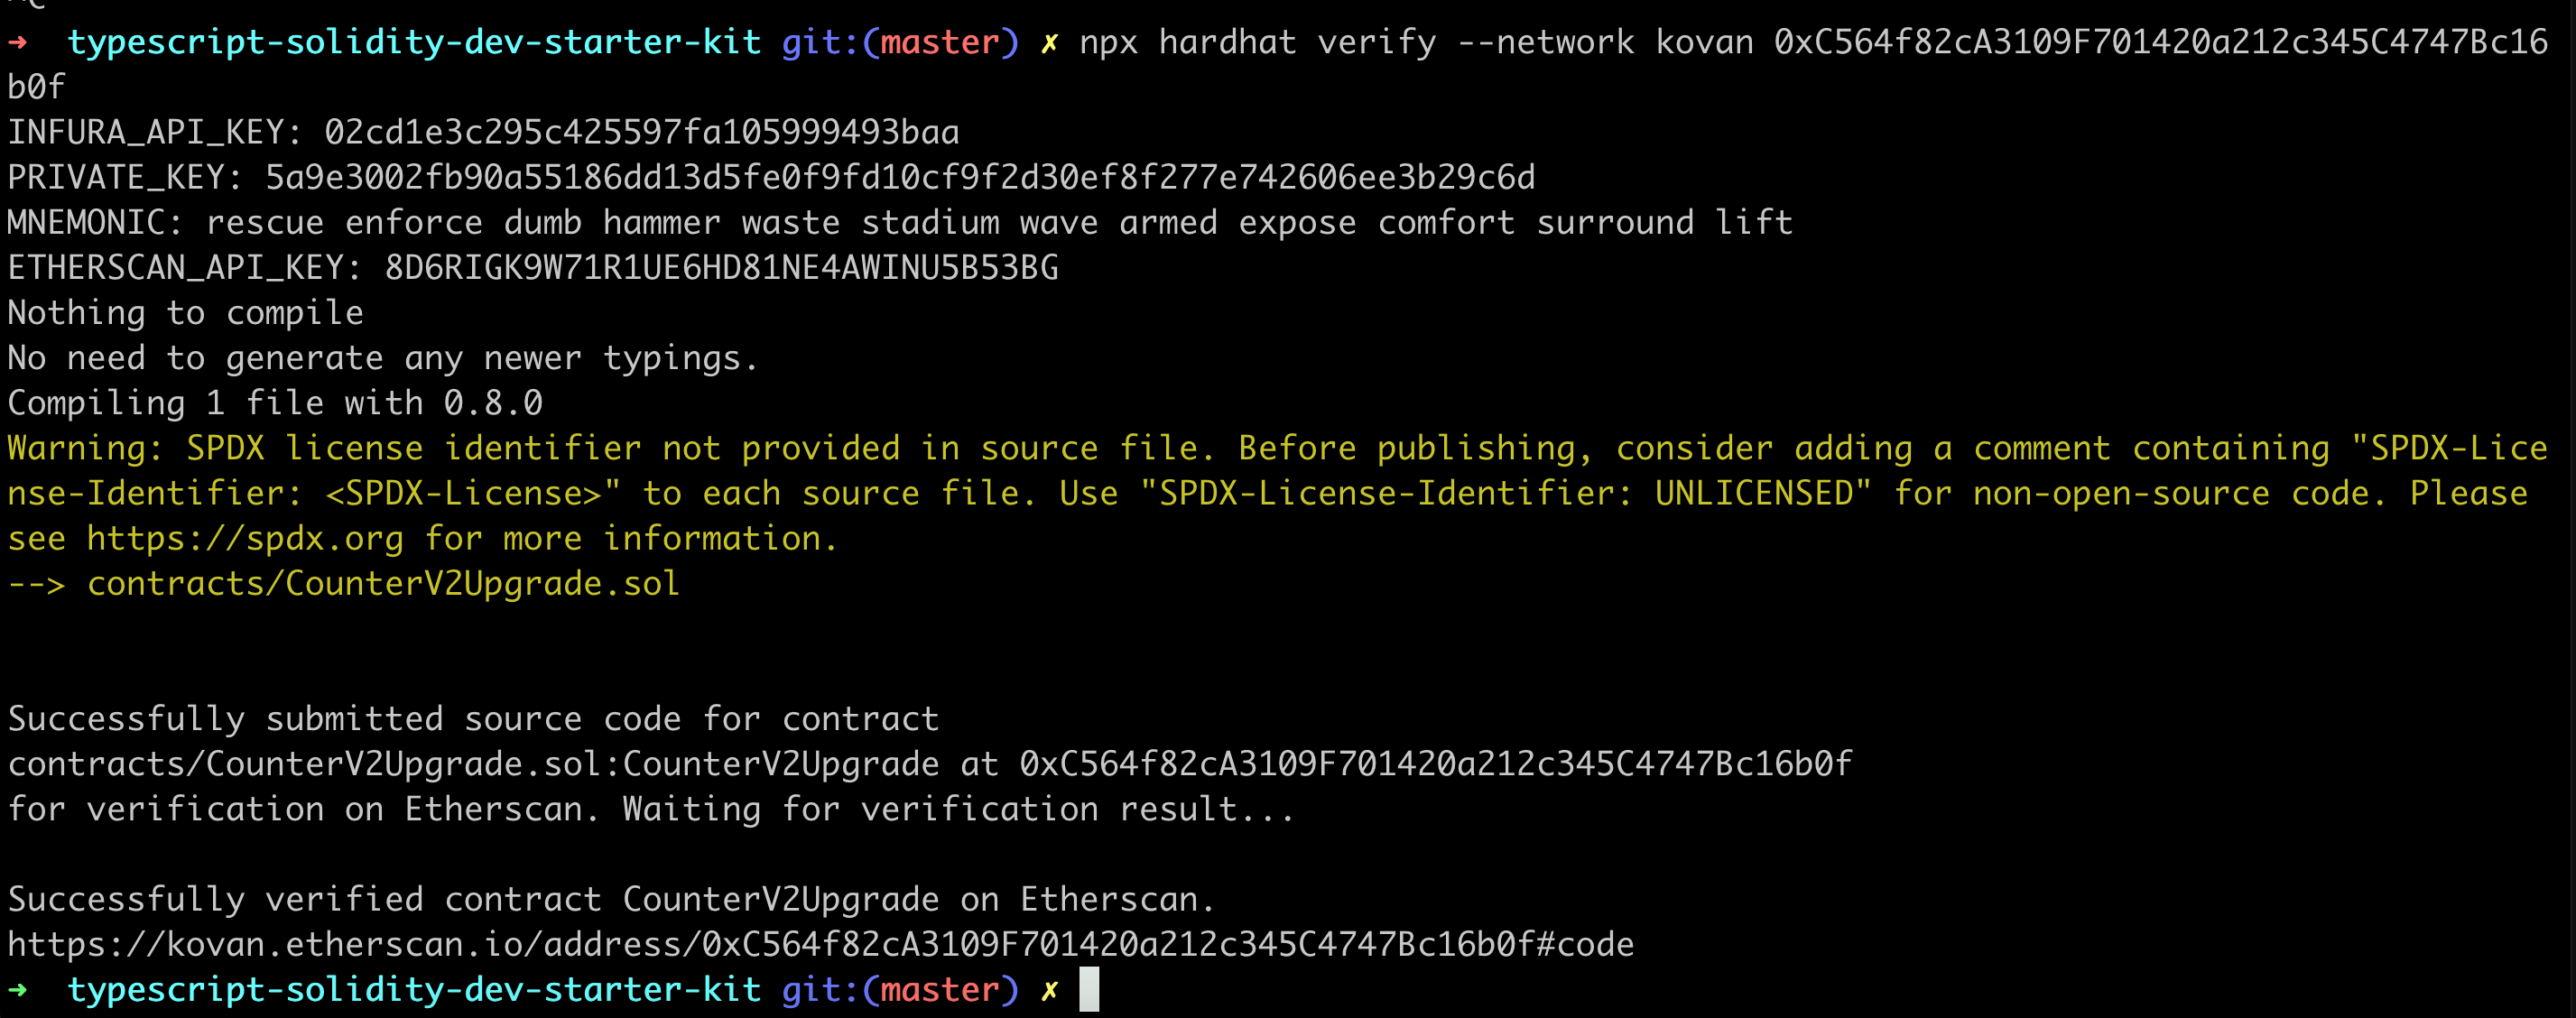 ^C
➜  typescript-solidity-dev-starter-kit git:(master) ✗ npx hardhat verify --network kovan 0xC564f82cA3109F701420a212c345C4747Bc16
b0f
INFURA_API_KEY: 02cd1e3c295c425597fa105999493baa
PRIVATE_KEY: 5a9e3002fb90a55186dd13d5fe0f9fd10cf9f2d30ef8f277e742606ee3b29c6d
MNEMONIC: rescue enforce dumb hammer waste stadium wave armed expose comfort surround lift
ETHERSCAN_API_KEY: 8D6RIGK9W71R1UE6HD81NE4AWINU5B53BG
Nothing to compile
No need to generate any newer typings.
Compiling 1 file with 0.8.0
Warning: SPDX license identifier not provided in source file. Before publishing, consider adding a comment containing "SPDX-Lice
nse-Identifier: <SPDX-License>" to each source file. Use "SPDX-License-Identifier: UNLICENSED" for non-open-source code. Please
see https://spdx.org for more information.
--> contracts/CounterV2Upgrade.sol
Successfully submitted source code for contract
contracts/CounterV2Upgrade.sol:CounterV2Upgrade at 0xC564f82cA3109F701420a212c345C4747Bc16b0f
for verification on Etherscan. Waiting for verification result...
Successfully verified contract CounterV2Upgrade on Etherscan.
https://kovan.etherscan.io/address/0xC564f82cA3109F701420a212c345C4747Bc16b0f#code
➜  typescript-solidity-dev-starter-kit git:(master) ✗